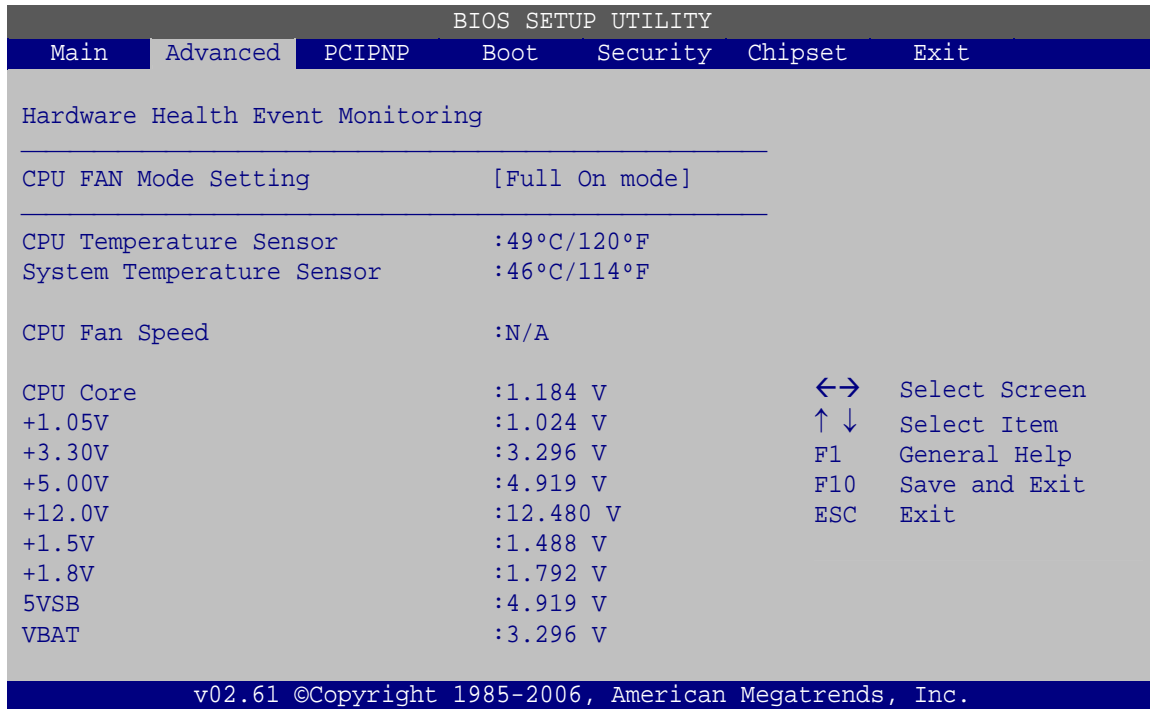 BIOS SETUP UTILITY
Main Advanced PCIPNP Boot Security Chipset Exit
Hardware Health Event Monitoring
CPU FAN Mode Setting [Full On mode]
CPU Temperature Sensor :49ºC/120ºF
System Temperature Sensor :46ºC/114ºF
CPU Fan Speed :N/A
CPU Core :1.184 V
+1.05V :1.024 V
+3.30V :3.296 V
+5.00V :4.919 V
+12.0V :12.480 V
+1.5V :1.488 V
+1.8V :1.792 V
5VSB :4.919 V
VBAT :3.296 V
←→ Select Screen
↑ ↓ Select Item
F1 General Help
F10 Save and Exit
ESC Exit
v02.61 ©Copyright 1985-2006, American Megatrends, Inc.